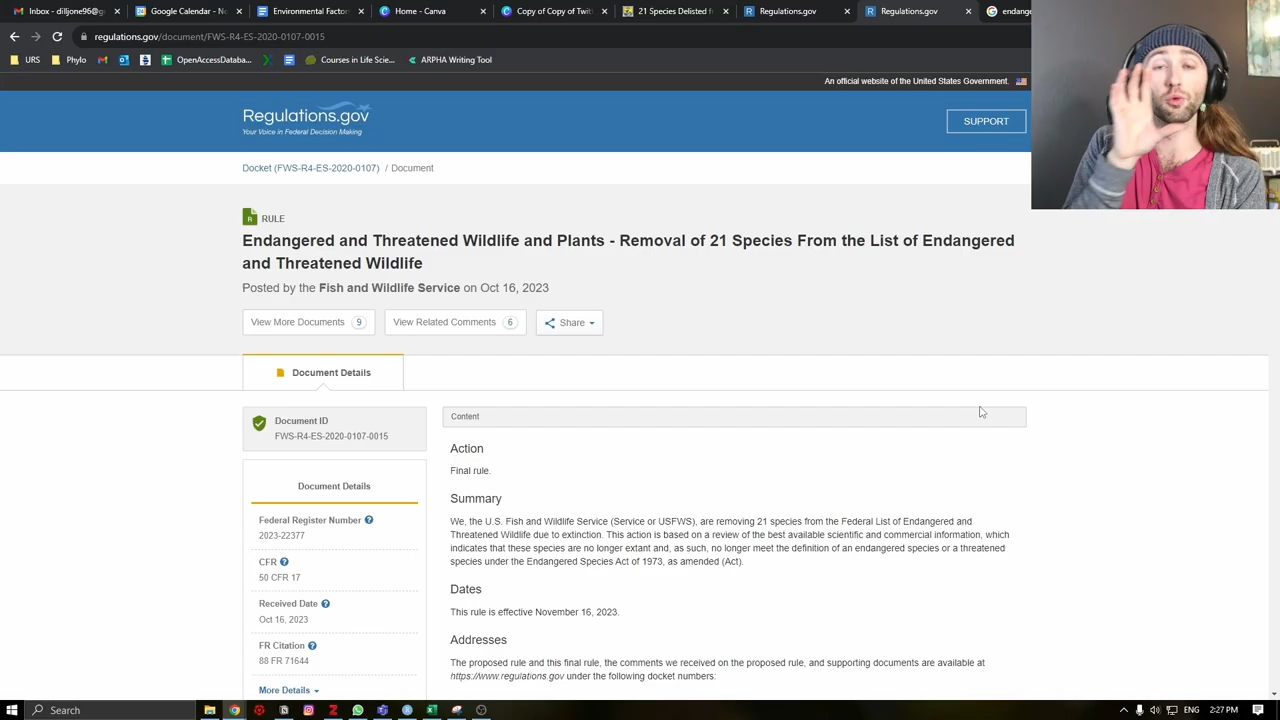 Inbox - diljone96@g
Google Calendar - Nov
Environmental Factors
Home - Canva
Copy of Copy of Twitt
21 Species Delisted fr
Regulations.gov
Regulations.gov
endang
regulations.gov/document/FWS-R4-ES-2020-0107-0015
URS
Phylo
OpenAccessDataba...
Courses in Life Scie...
ARPHA Writing Tool
An official website of the United States Government.
Regulations.gov
Your Voice in Federal Decision Making
SUPPORT
Docket (FWS-R4-ES-2020-0107) / Document
R RULE
Endangered and Threatened Wildlife and Plants - Removal of 21 Species From the List of Endangered
and Threatened Wildlife
Posted by the Fish and Wildlife Service on Oct 16, 2023
View More Documents 9
View Related Comments 6
Share
Document Details
Document ID
FWS-R4-ES-2020-0107-0015
Document Details
Federal Register Number
2023-22377
CFR
50 CFR 17
Received Date
Oct 16, 2023
FR Citation
88 FR 71644
More Details
Content
Action
Final rule.
Summary
We, the U.S. Fish and Wildlife Service (Service or USFWS), are removing 21 species from the Federal List of Endangered and
Threatened Wildlife due to extinction. This action is based on a review of the best available scientific and commercial information, which
indicates that these species are no longer extant and, as such, no longer meet the definition of an endangered species or a threatened
species under the Endangered Species Act of 1973, as amended (Act).
Dates
This rule is effective November 16, 2023.
Addresses
The proposed rule and this final rule, the comments we received on the proposed rule, and supporting documents are available at
https://www.regulations.gov under the following docket numbers:
Search
2:27 PM